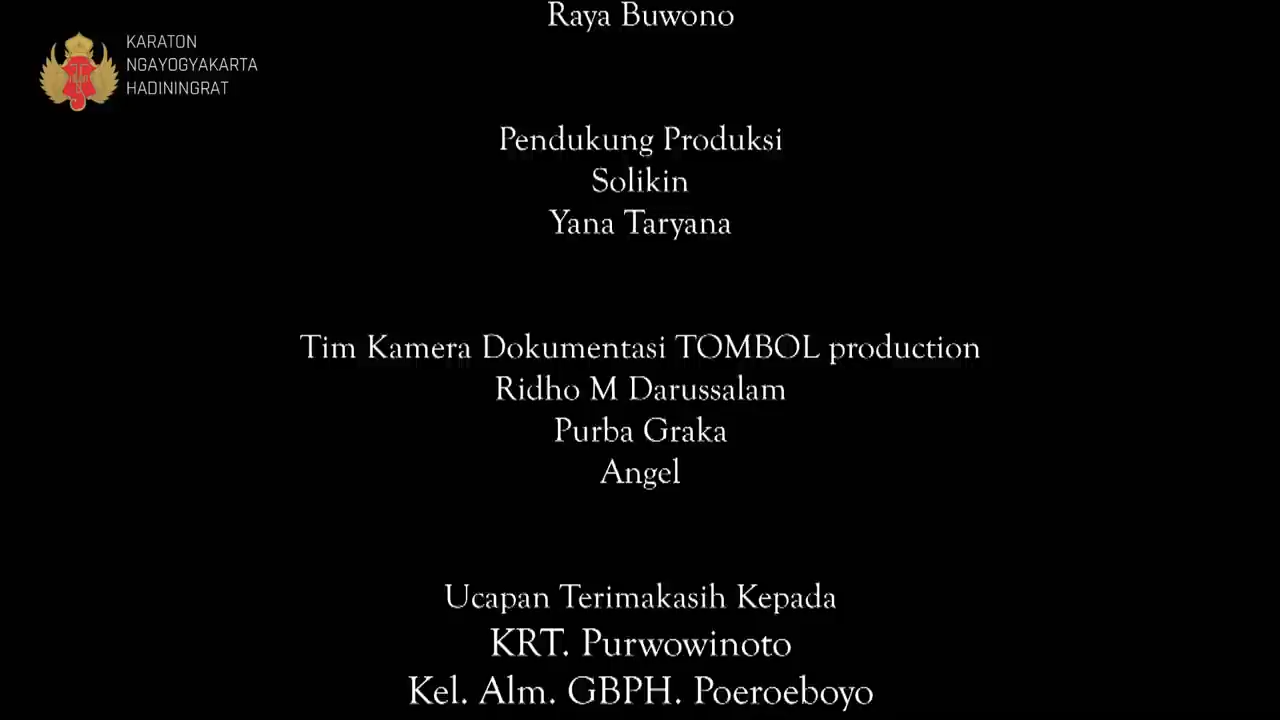 Raya Buwono
KARATON
NGAYOGYAKARTA
HADININGRAT
Pendukung Produksi
Solikin
Yana Taryana
Tim Kamera Dokumentasi TOMBOL production
Ridho M Darussalam
Purba Graka
Angel
Ucapan Terimakasih Kepada
KRT. Purwowinoto
Kel. Alm. GBPH. Poeroeboyo